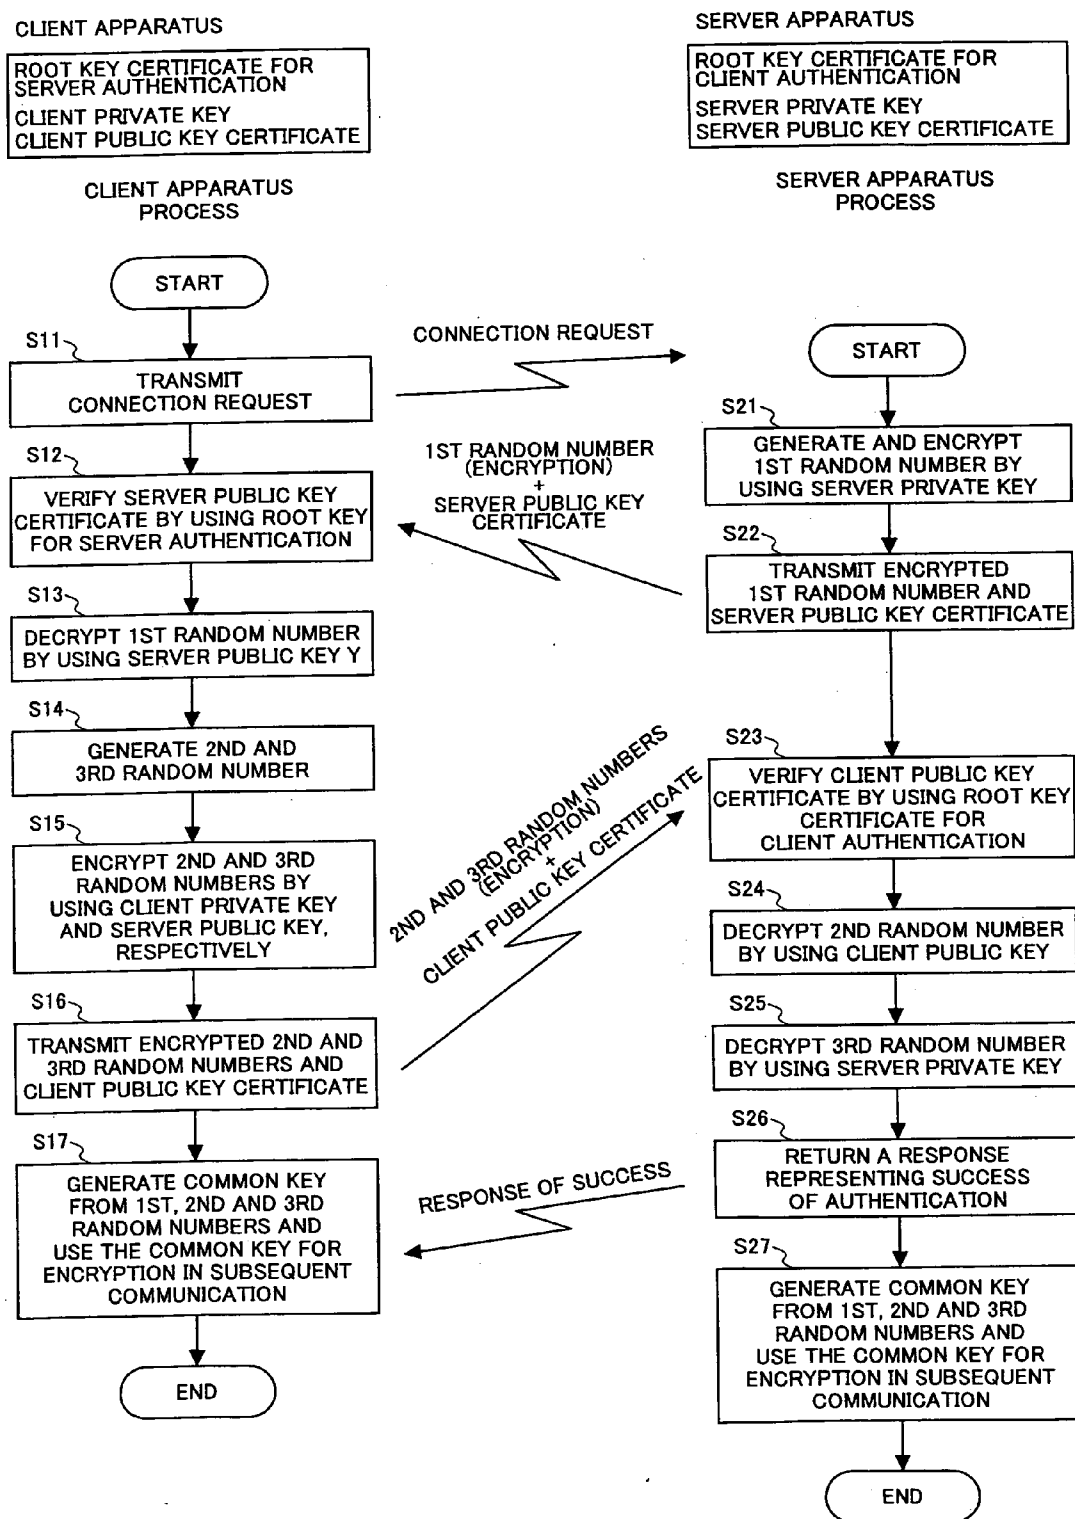 CLIENT APPARATUS
ROOT KEY CERTIFICATE FOR
SERVER AUTHENTICATION
CLIENT PRIVATE KEY
CLIENT PUBLIC KEY CERTIFICATE
CLIENT APPARATUS
PROCESS
START
S11
TRANSMIT
CONNECTION REQUEST
S12
VERIFY SERVER PUBLIC KEY
CERTIFICATE BY USING ROOT KEY
FOR SERVER AUTHENTICATION
S13
DECRYPT 1ST RANDOM NUMBER
BY USING SERVER PUBLIC KEY Y
S14
GENERATE 2ND AND
3RD RANDOM NUMBER
S15
ENCRYPT 2ND AND 3RD
RANDOM NUMBERS BY
USING CLIENT PRIVATE KEY
AND SERVER PUBLIC KEY,
RESPECTIVELY
S16
TRANSMIT ENCRYPTED 2ND AND
3RD RANDOM NUMBERS AND
CLIENT PUBLIC KEY CERTIFICATE
S17
GENERATE COMMON KEY
FROM 1ST, 2ND AND 3RD
RANDOM NUMBERS AND
USE THE COMMON KEY FOR
ENCRYPTION IN SUBSEQUENT
COMMUNICATION
END
CONNECTION REQUEST
1ST RANDOM NUMBER
(ENCRYPTION)
+
SERVER PUBLIC KEY
CERTIFICATE
2ND AND 3RD RANDOM NUMBERS
(ENCRYPTION)
+
CLIENT PUBLIC KEY CERTIFICATE
RESPONSE OF SUCCESS
SERVER APPARATUS
ROOT KEY CERTIFICATE FOR
CLIENT AUTHENTICATION
SERVER PRIVATE KEY
SERVER PUBLIC KEY CERTIFICATE
SERVER APPARATUS
PROCESS
START
S21
GENERATE AND ENCRYPT
1ST RANDOM NUMBER BY
USING SERVER PRIVATE KEY
S22
TRANSMIT ENCRYPTED
1ST RANDOM NUMBER AND
SERVER PUBLIC KEY CERTIFICATE
S23
VERIFY CLIENT PUBLIC KEY
CERTIFICATE BY USING ROOT KEY
CERTIFICATE FOR
CLIENT AUTHENTICATION
S24
DECRYPT 2ND RANDOM NUMBER
BY USING CLIENT PUBLIC KEY
S25
DECRYPT 3RD RANDOM NUMBER
BY USING SERVER PRIVATE KEY
S26
RETURN A RESPONSE
REPRESENTING SUCCESS
OF AUTHENTICATION
S27
GENERATE COMMON KEY
FROM 1ST, 2ND AND 3RD
RANDOM NUMBERS AND
USE THE COMMON KEY FOR
ENCRYPTION IN SUBSEQUENT
COMMUNICATION
END